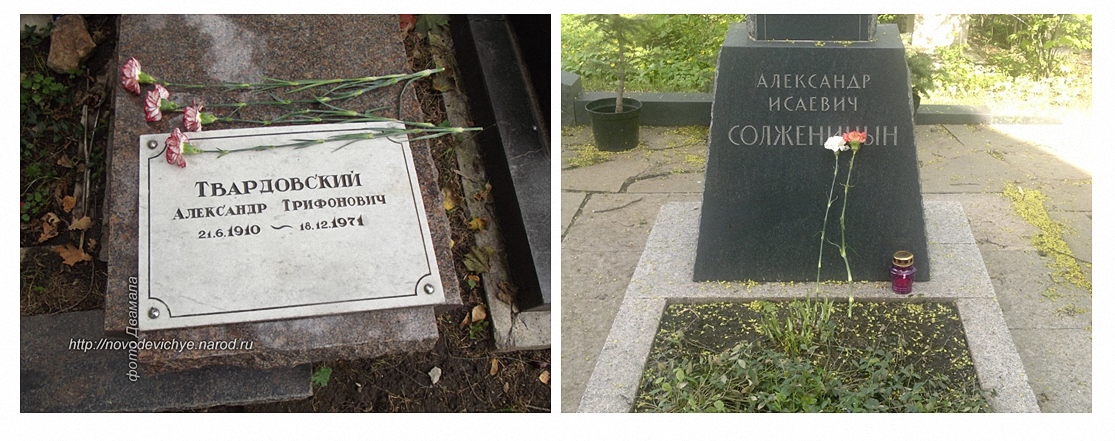 ТВАРДОВСКИЙ
АЛЕКСАНДР ТРИФОНОВИЧ
21.6.1910 ~ 18.12.1971
фото Двамала
http://novodevichye.narod.ru
АЛЕКСАНДР
ИСАЕВИЧ
СОЛЖЕНИЦЫН